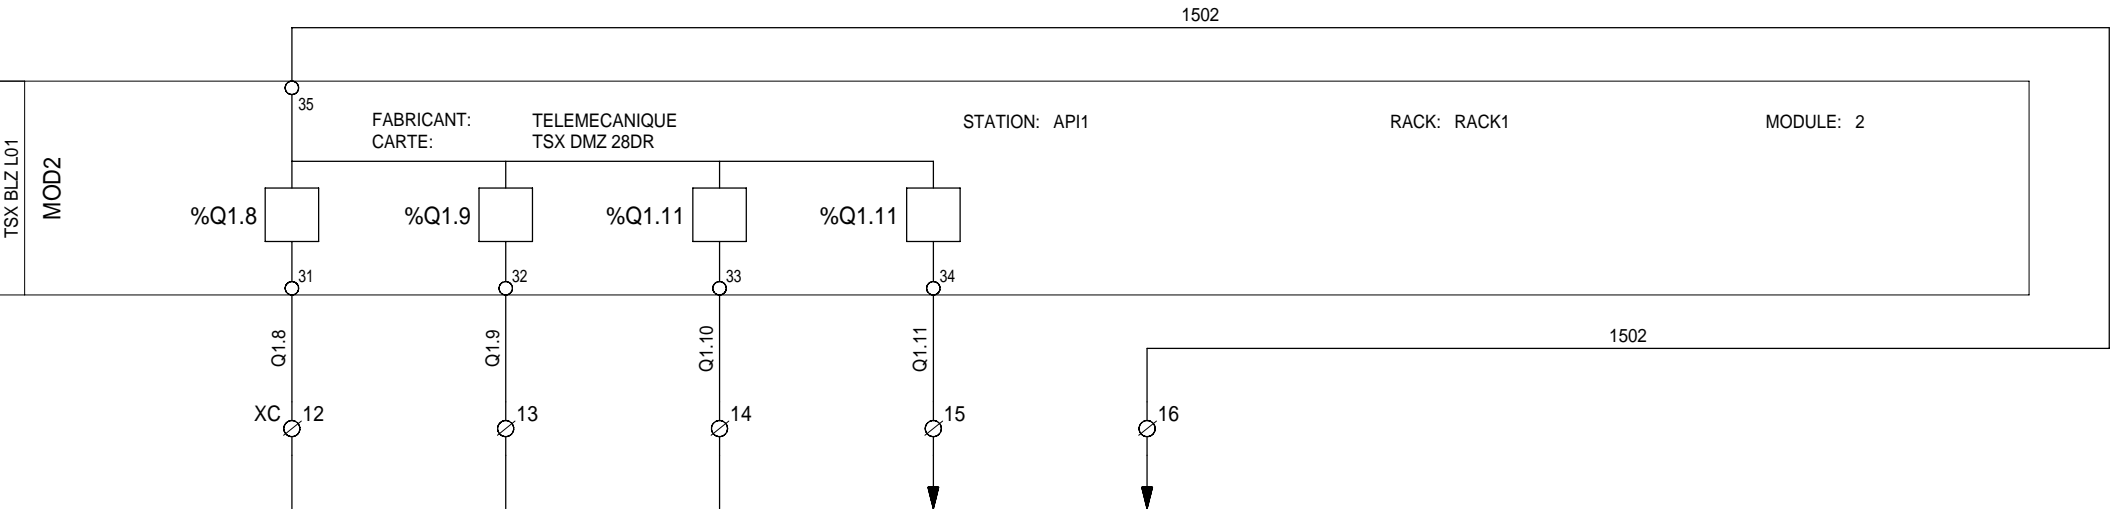 1502
TSX BLZ L01
MOD2
35
FABRICANT: TELEMECANIQUE STATION: API1 RACK: RACK1 MODULE: 2
CARTE: TSX DMZ 28DR
%Q1.8 %Q1.9 %Q1.11 %Q1.11
31 32 33 34
Q1.8 Q1.9 Q1.10 Q1.11
1502
XC 12 13 14 15 16